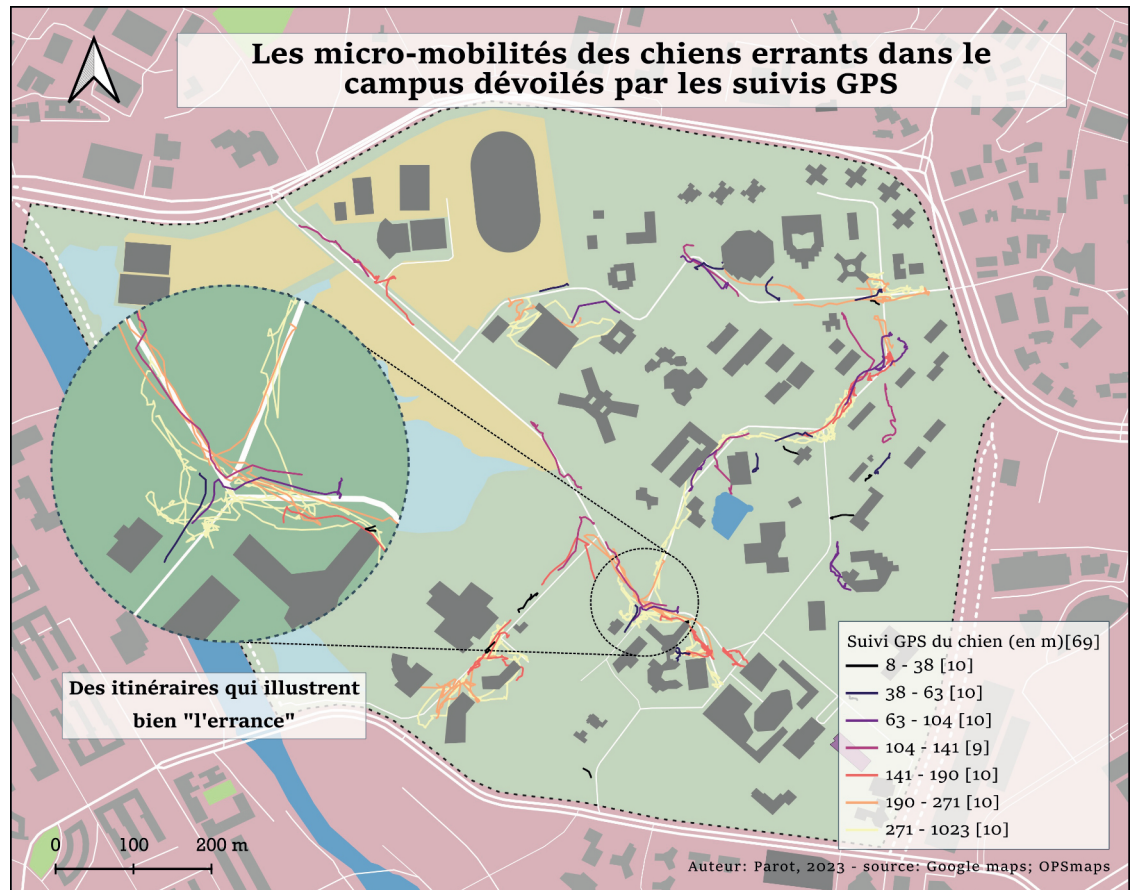 Les micro-mobilités des chiens errants dans le
campus dévoilés par les suivis GPS
Des itinéraires qui illustrent
bien "l'errance"
Suivi GPS du chien (en m)[69]
8 - 38 [10]
38 - 63 [10]
63 - 104 [10]
104 - 141 [9]
141 - 190 [10]
190 - 271 [10]
271 - 1023 [10]
0 100 200 m
Auteur: Parot, 2023 - source: Google maps; OPSmaps